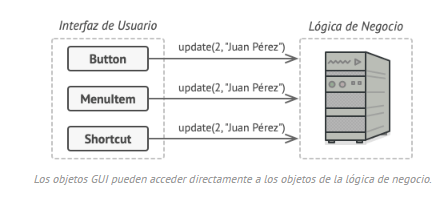 Interfaz de Usuario
Lógica de Negocio
Button
update(2, "Juan Pérez")
MenuItem
update(2, "Juan Pérez")
Shortcut
update(2, "Juan Pérez")
Los objetos GUI pueden acceder directamente a los objetos de la lógica de negocio.